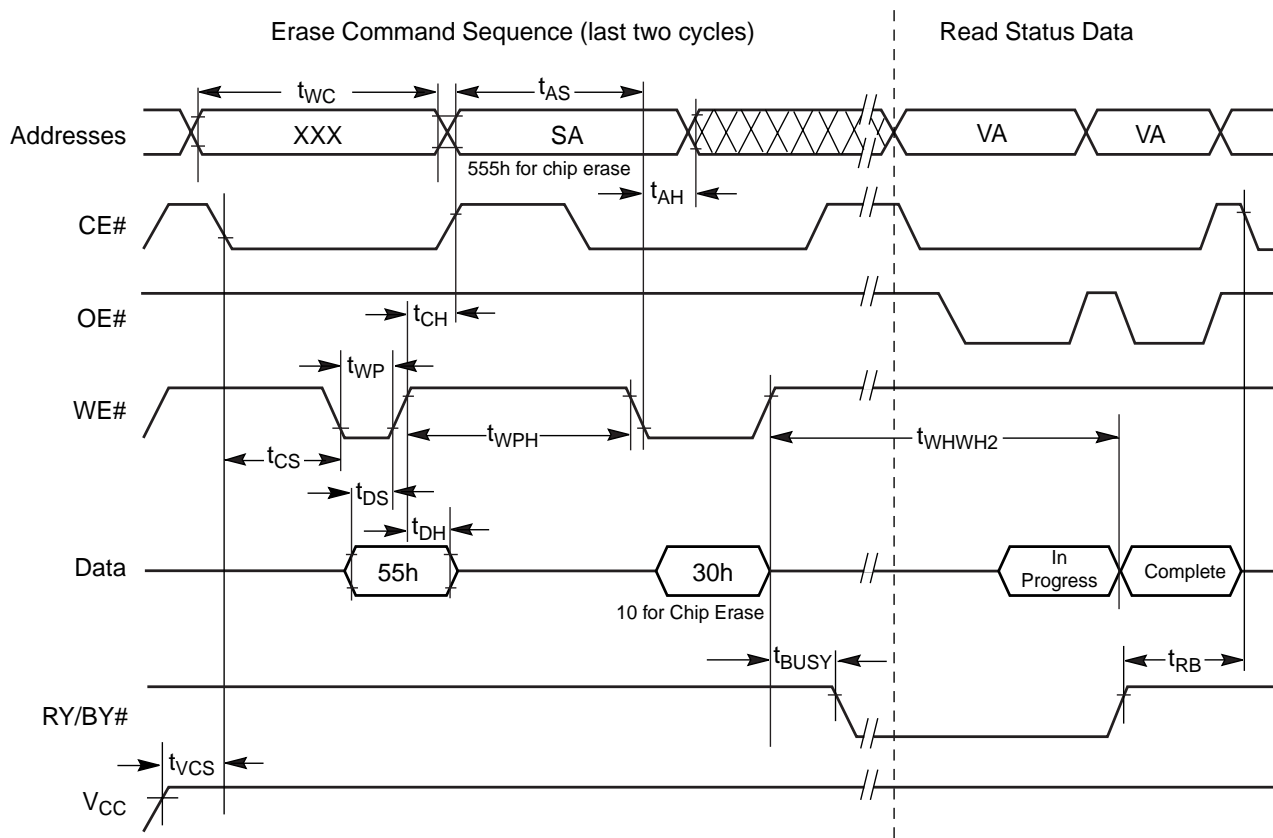 Erase Command Sequence (last two cycles) Read Status Data
tWC tAS
Addresses XXX SA VA VA
555h for chip erase
tAH
CE#
OE#
tCH
tWP
WE#
tWPH tWHWH2
tCS
tDS
tDH
Data 55h 30h In Progress Complete
10 for Chip Erase
tBUSY tRB
RY/BY#
tVCS
VCC